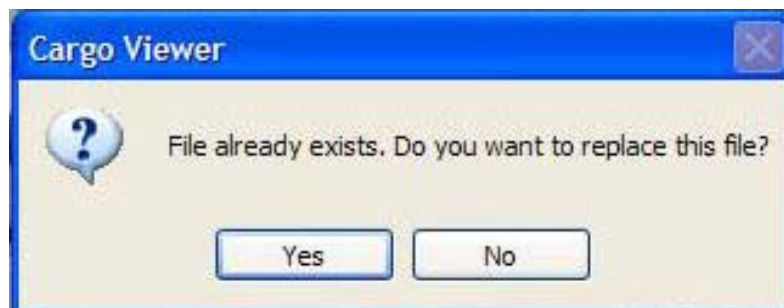 Cargo Viewer
File already exists. Do you want to replace this file?
Yes
No